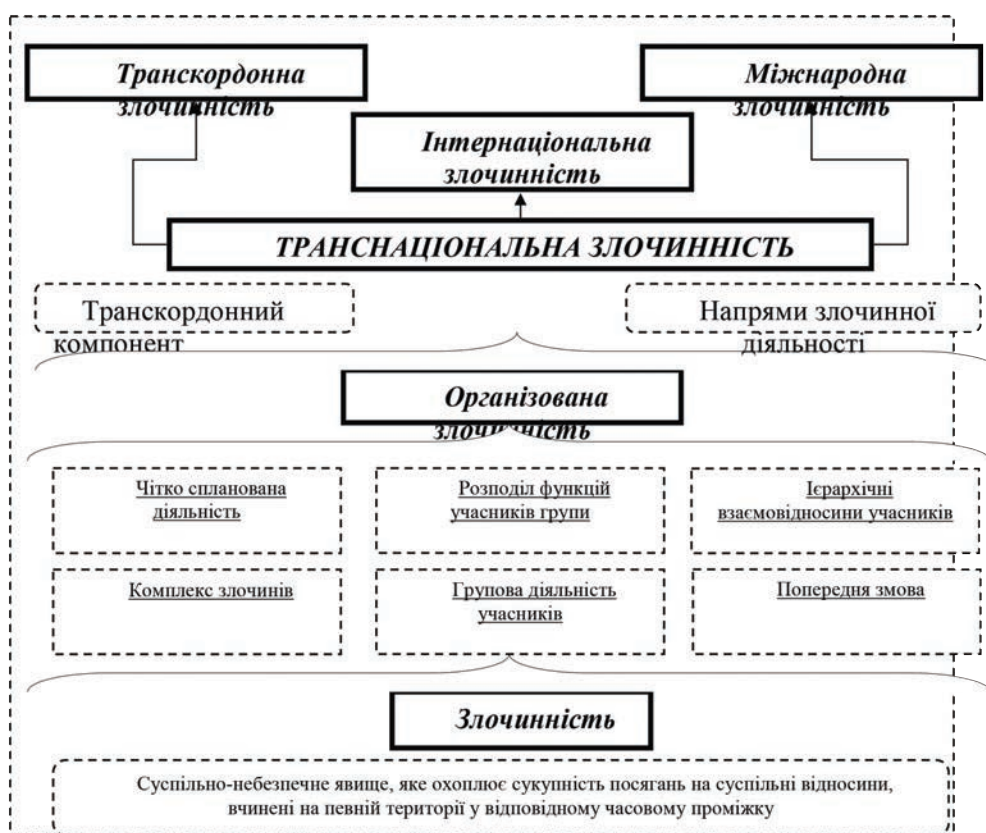 Транскордонна
злочинність
Міжнародна
злочинність
Інтернаціональна
злочинність
ТРАНСНАЦІОНАЛЬНА ЗЛОЧИННІСТЬ
Транскордонний
компонент
Напрями злочинної
діяльності
Організована
злочинність
Чітко спланована
діяльність
Розподіл функцій
учасників групи
Ієрархічні
взаємовідносини учасників
Комплекс злочинів
Групова діяльність
учасників
Попередня змова
Злочинність
Суспільно-небезпечне явище, яке охоплює сукупність посягань на суспільні відносини,
вчинені на певній території у відповідному часовому проміжку